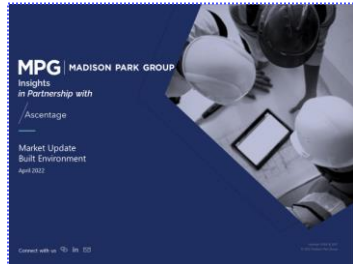 MPG | MADISON PARK GROUP
Insights
in Partnership with
Ascentage
Market Update
Built Environment
April 2022
Connect with us